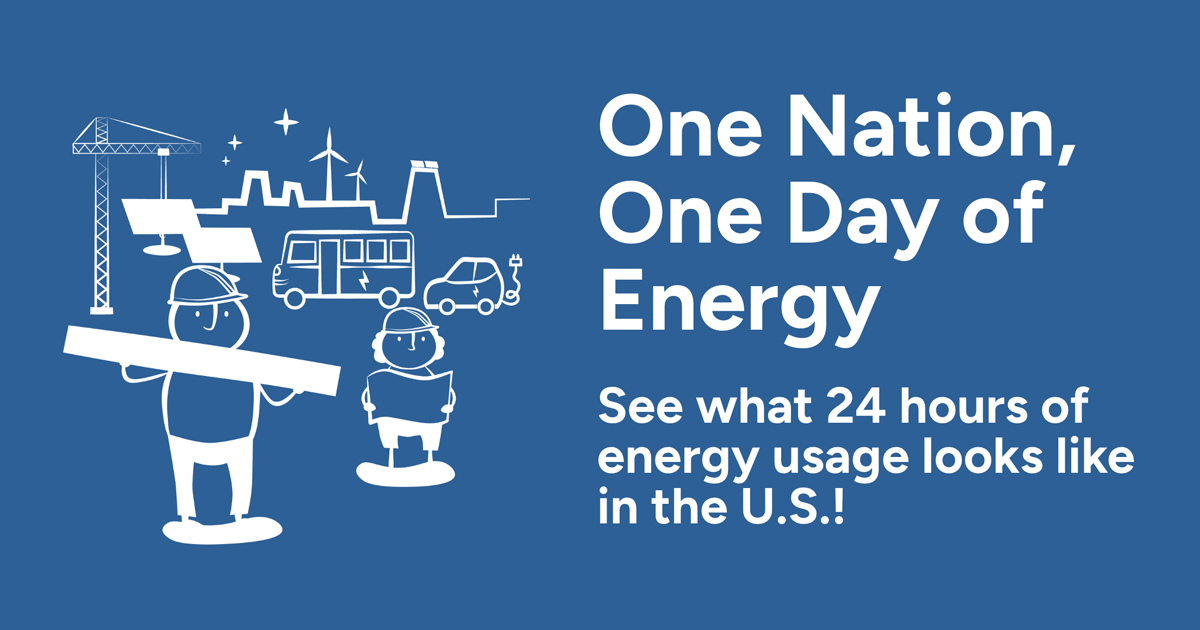 One Nation,
One Day of
Energy
See what 24 hours of
energy usage looks like
in the U.S.!